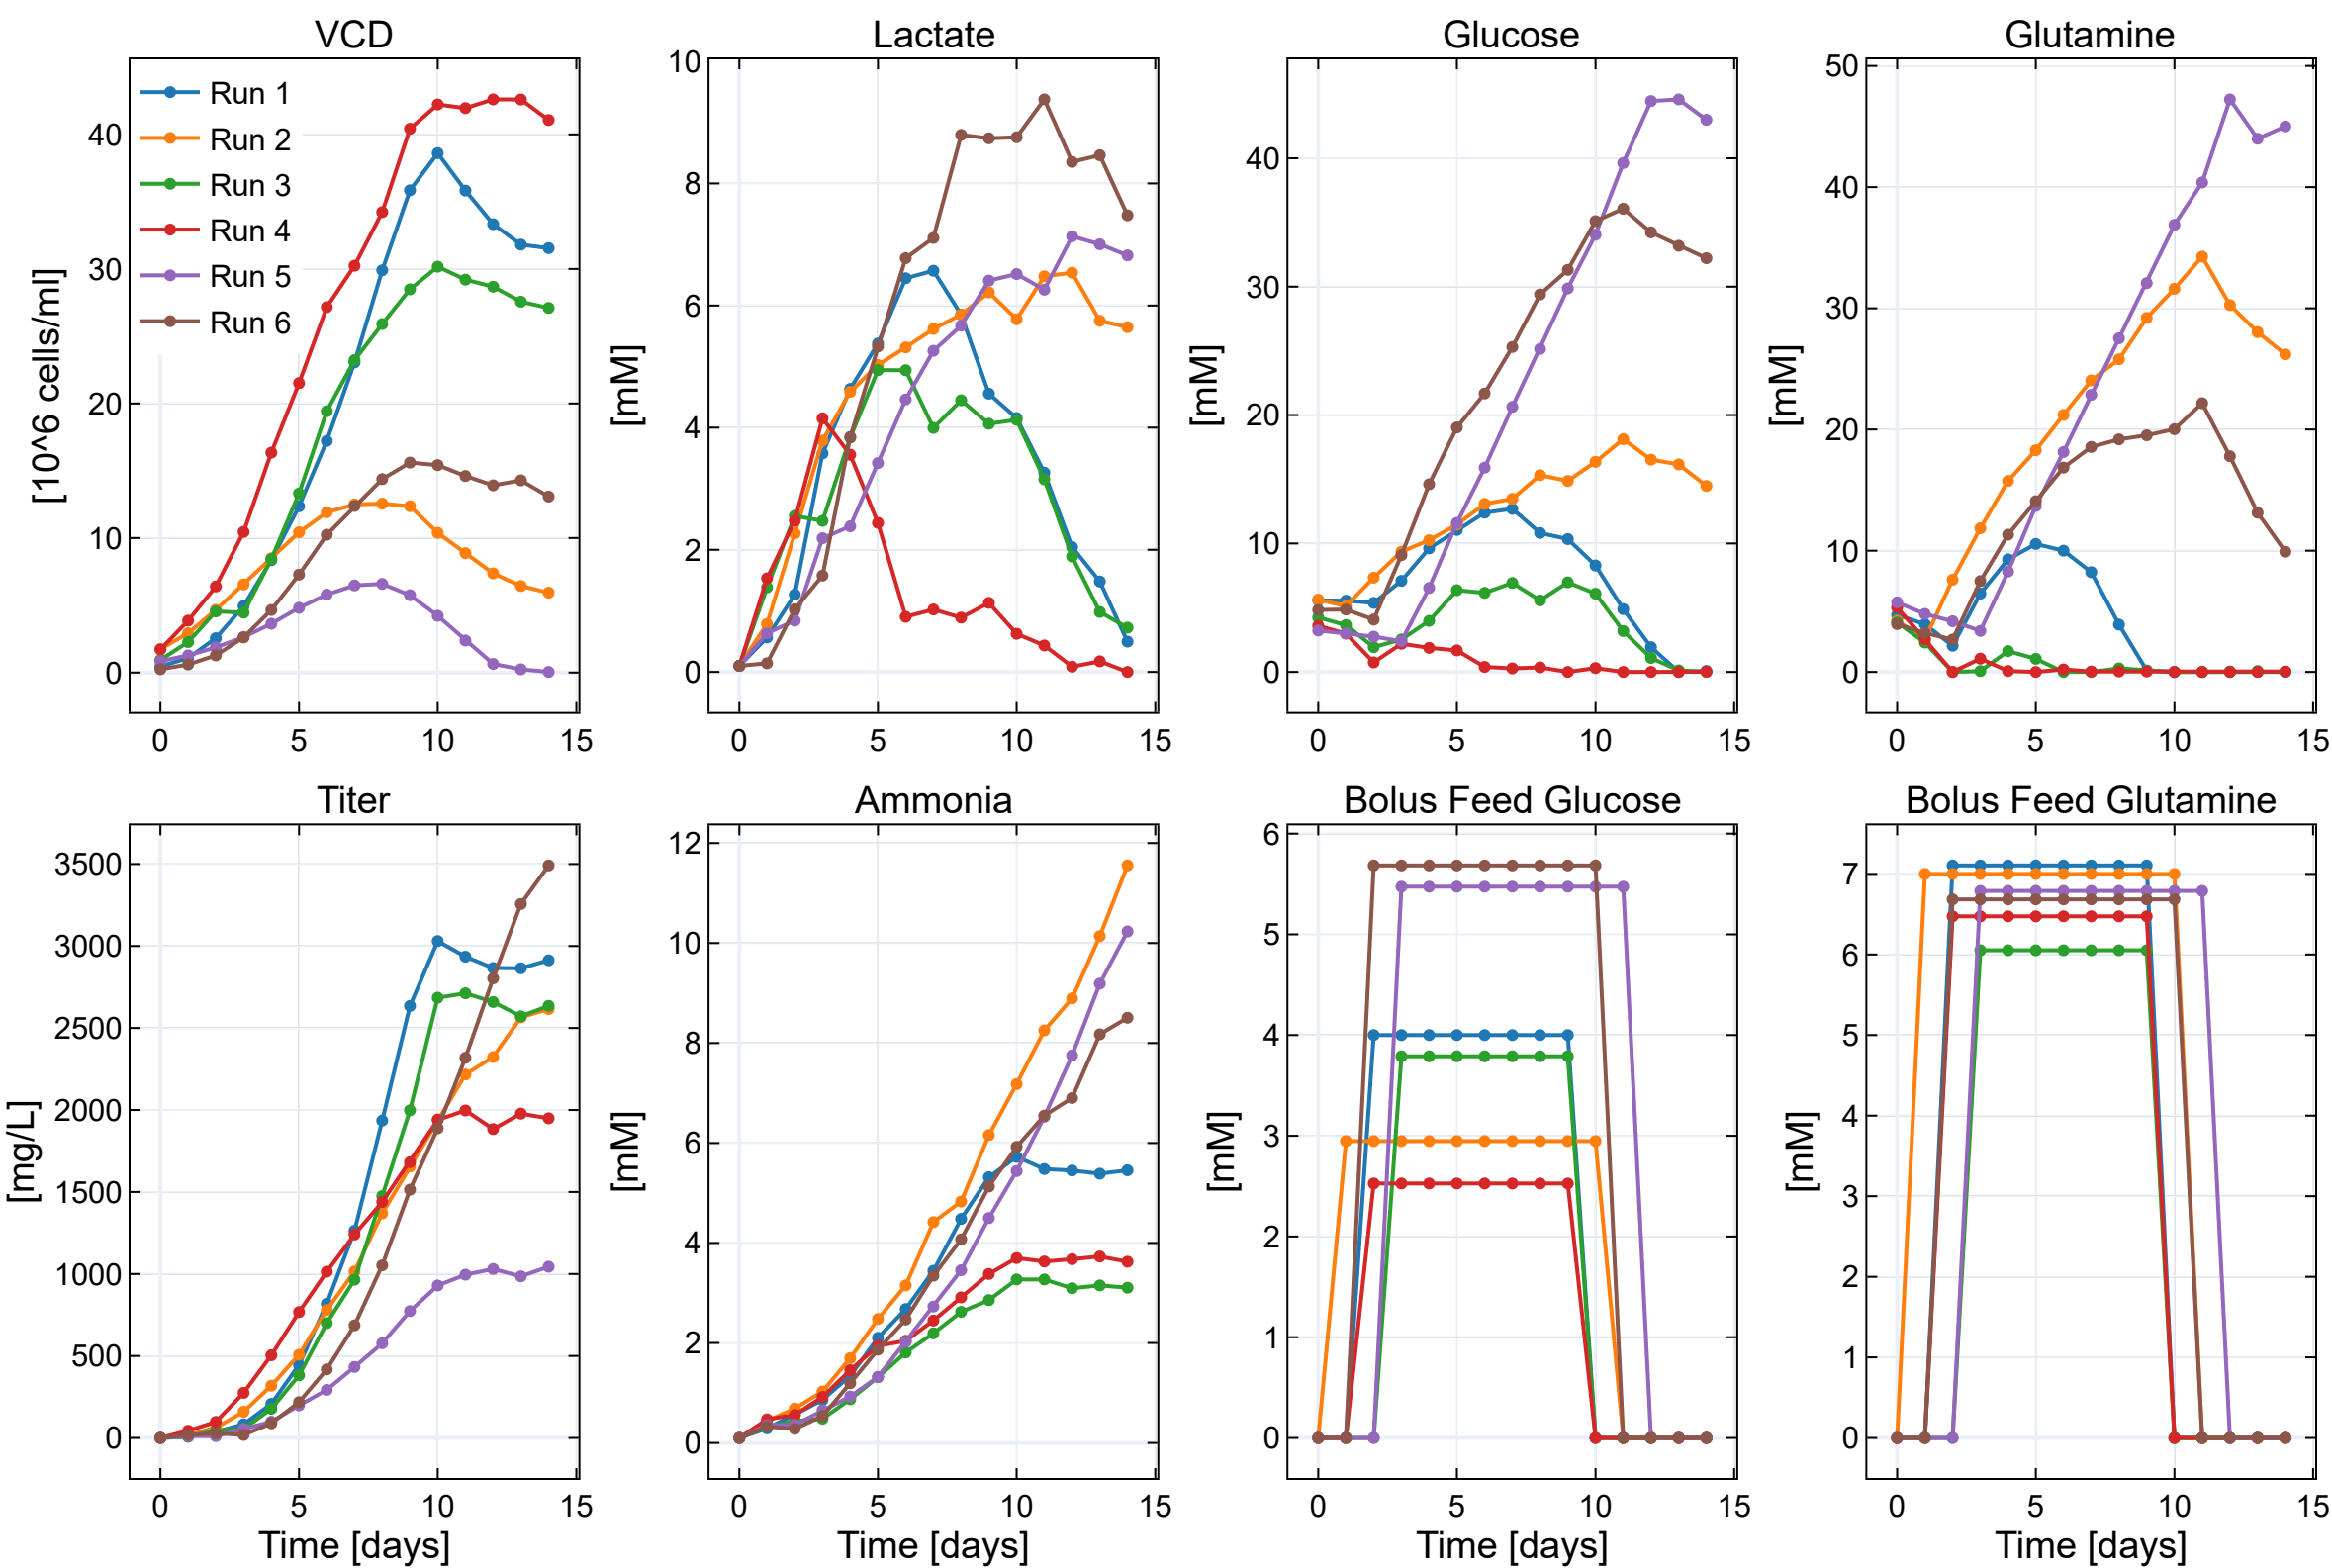 VCD
Lactate
Glucose
Glutamine
[10^6 cells/ml]
40
30
20
10
0
Run 1
Run 2
Run 3
Run 4
Run 5
Run 6
0 5 10 15
[mM]
10
8
6
4
2
0
0 5 10 15
[mM]
40
30
20
10
0
0 5 10 15
[mM]
50
40
30
20
10
0
0 5 10 15
Titer
Ammonia
Bolus Feed Glucose
Bolus Feed Glutamine
[mg/L]
3500
3000
2500
2000
1500
1000
500
0
0 5 10 15
Time [days]
[mM]
12
10
8
6
4
2
0
0 5 10 15
Time [days]
[mM]
6
5
4
3
2
1
0
0 5 10 15
Time [days]
[mM]
7
6
5
4
3
2
1
0
0 5 10 15
Time [days]